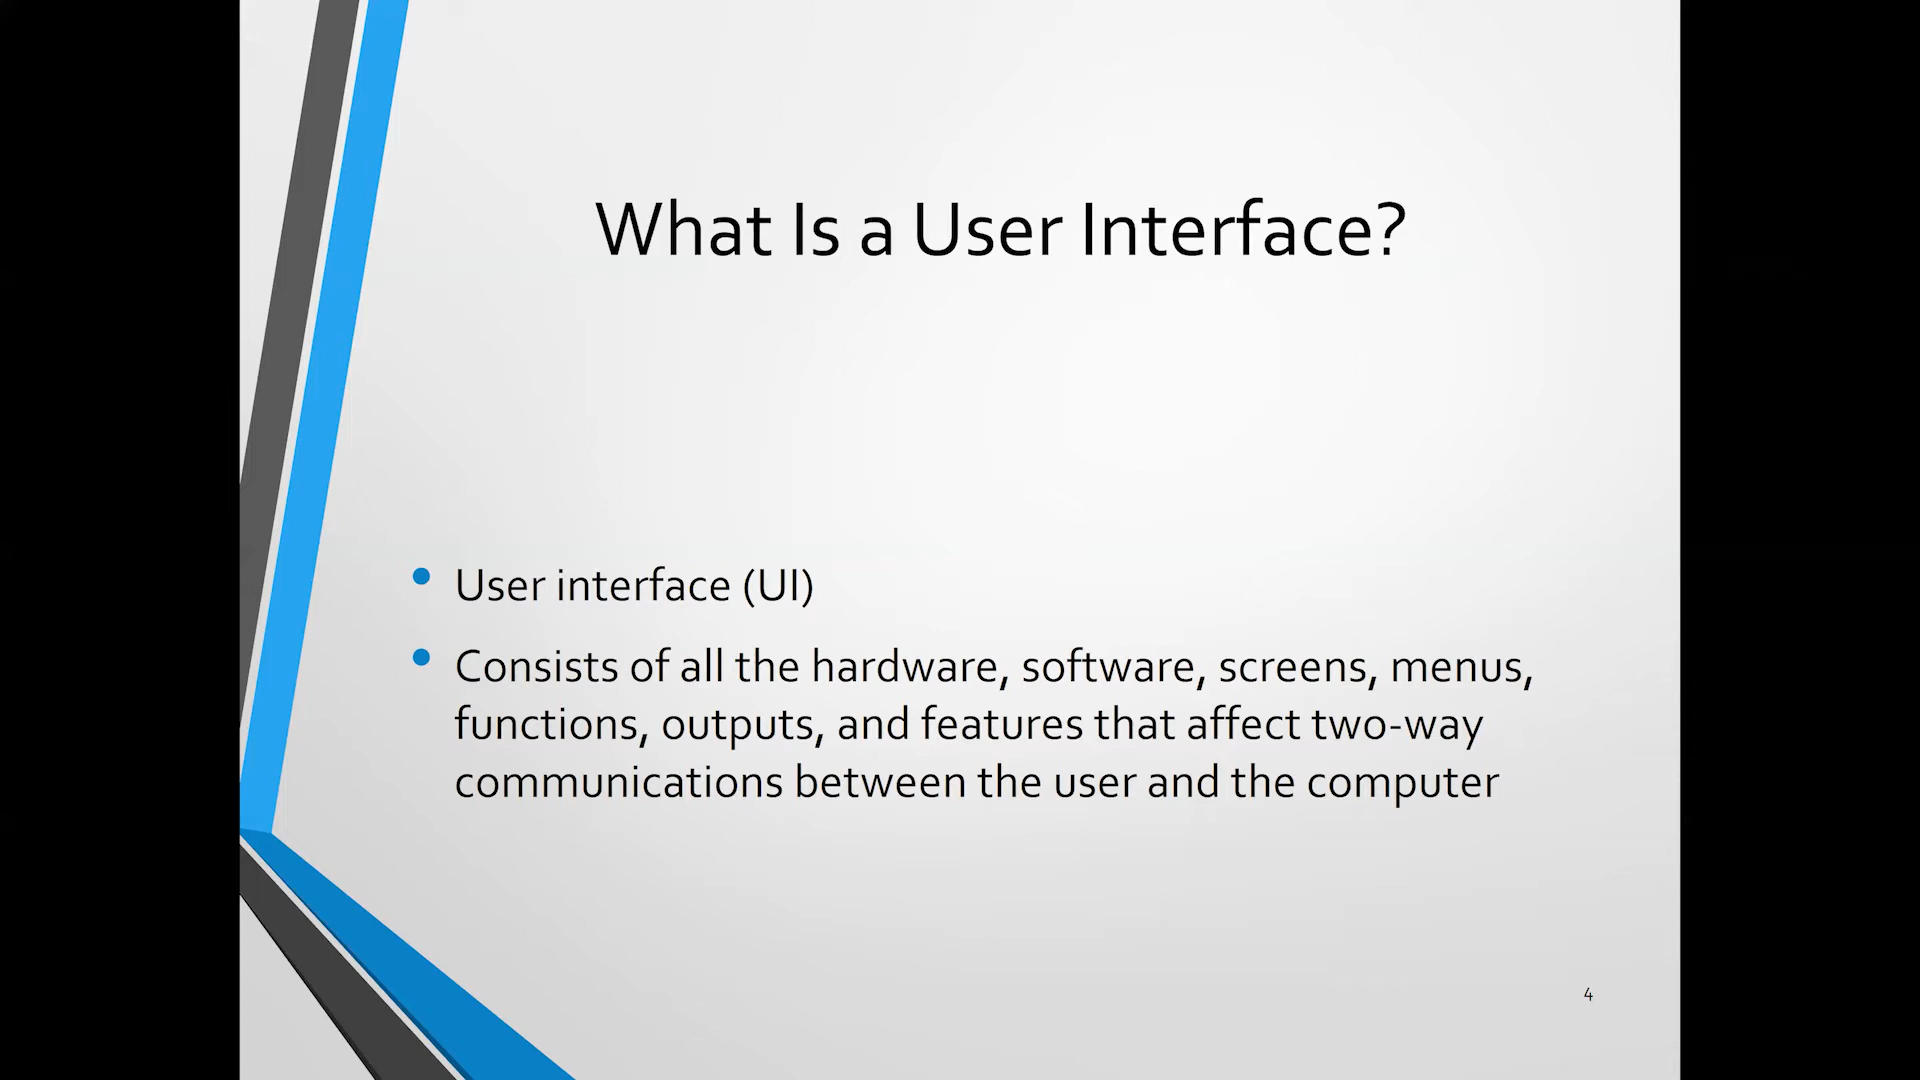 What Is a User Interface?
• User interface (UI)
• Consists of all the hardware, software, screens, menus,
functions, outputs, and features that affect two-way
communications between the user and the computer
4